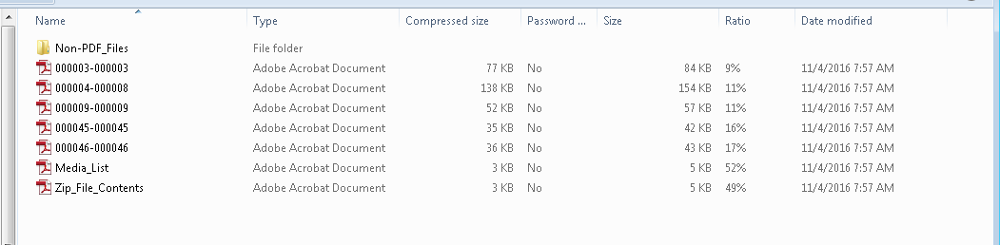 Name Type Compressed size Password ... Size Ratio Date modified
Non-PDF_Files File folder
000003-000003 Adobe Acrobat Document 77 KB No 84 KB 9% 11/4/2016 7:57 AM
000004-000008 Adobe Acrobat Document 138 KB No 154 KB 11% 11/4/2016 7:57 AM
000009-000009 Adobe Acrobat Document 52 KB No 57 KB 11% 11/4/2016 7:57 AM
000045-000045 Adobe Acrobat Document 35 KB No 42 KB 16% 11/4/2016 7:57 AM
000046-000046 Adobe Acrobat Document 36 KB No 43 KB 17% 11/4/2016 7:57 AM
Media_List Adobe Acrobat Document 3 KB No 5 KB 52% 11/4/2016 7:57 AM
Zip_File_Contents Adobe Acrobat Document 3 KB No 5 KB 49% 11/4/2016 7:57 AM